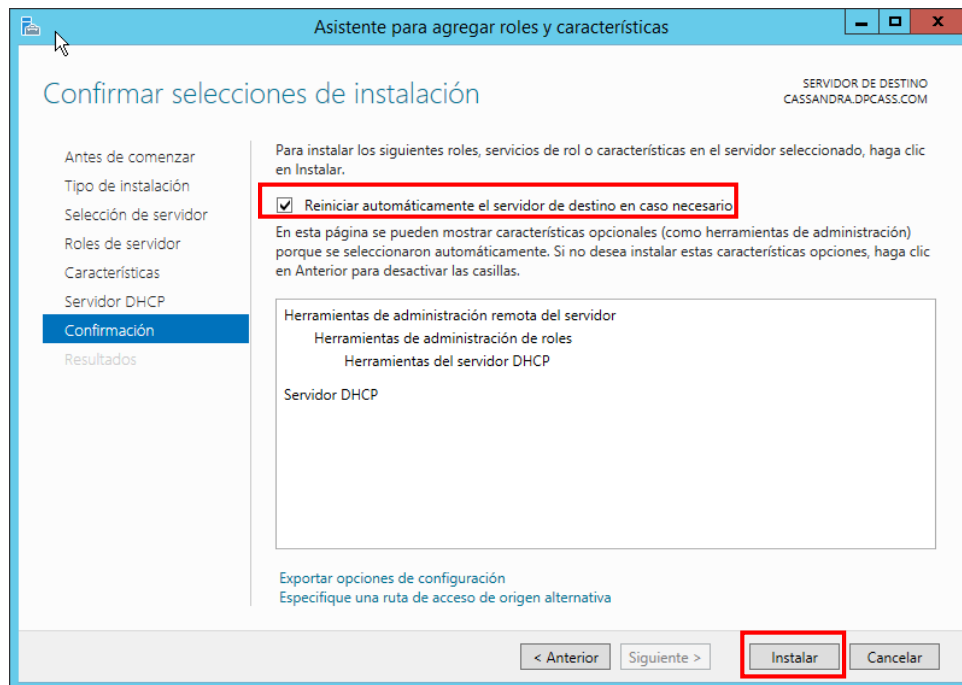 Asistente para agregar roles y características
Confirmar selecciones de instalación
SERVIDOR DE DESTINO
CASSANDRA.DPCASS.COM
Antes de comenzar
Tipo de instalación
Selección de servidor
Roles de servidor
Características
Servidor DHCP
Confirmación
Resultados
Para instalar los siguientes roles, servicios de rol o características en el servidor seleccionado, haga clic
en Instalar.
Reiniciar automáticamente el servidor de destino en caso necesario
En esta página se pueden mostrar características opcionales (como herramientas de administración)
porque se seleccionaron automáticamente. Si no desea instalar estas características opciones, haga clic
en Anterior para desactivar las casillas.
Herramientas de administración remota del servidor
Herramientas de administración de roles
Herramientas del servidor DHCP
Servidor DHCP
Exportar opciones de configuración
Especifique una ruta de acceso de origen alternativa
< Anterior
Siguiente >
Instalar
Cancelar